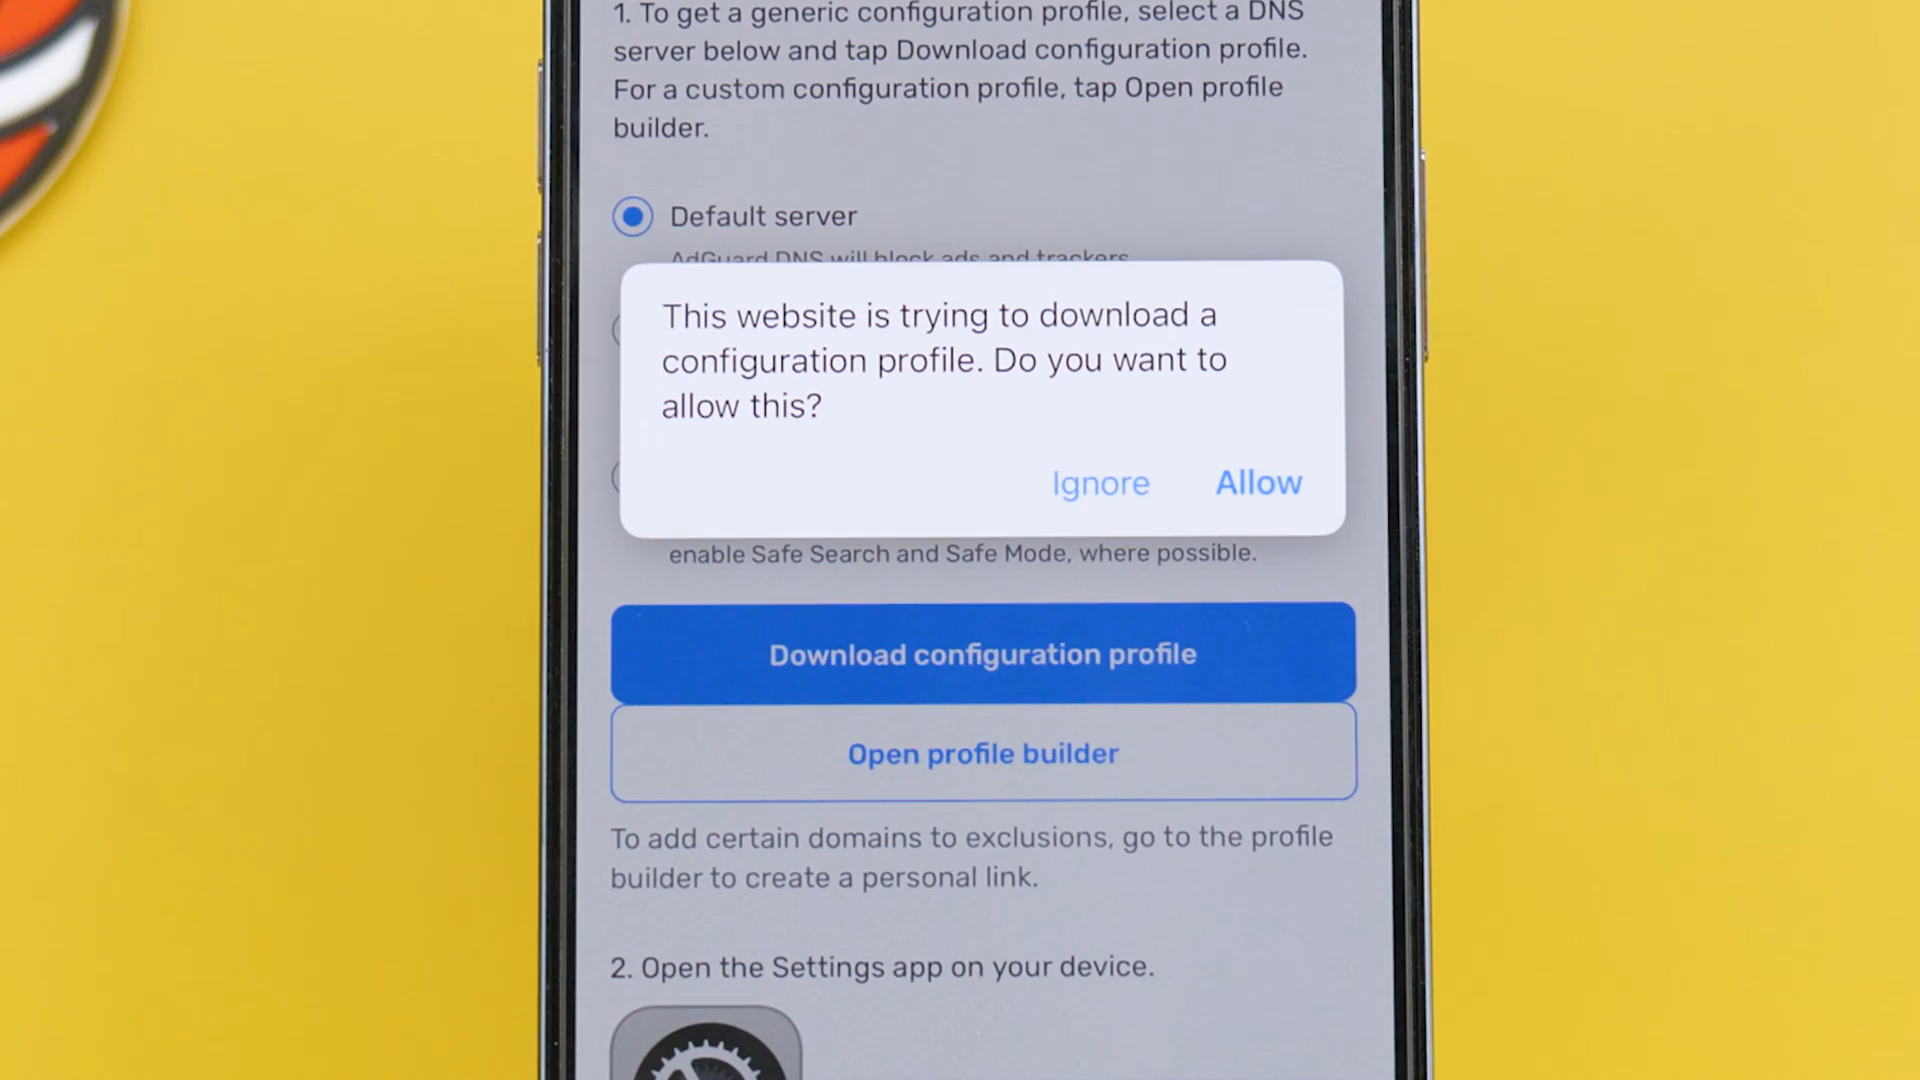 1. To get a generic configuration profile, select a DNS
server below and tap Download configuration profile.
For a custom configuration profile, tap Open profile
builder.
Default server
AdGuard DNS will block ads and trackers.
This website is trying to download a
configuration profile. Do you want to
allow this?
Ignore
Allow
enable Safe Search and Safe Mode, where possible.
Download configuration profile
Open profile builder
To add certain domains to exclusions, go to the profile
builder to create a personal link.
2. Open the Settings app on your device.